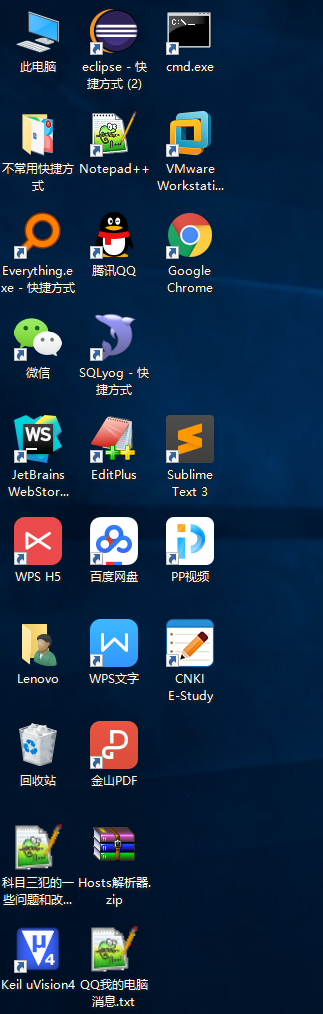 此电脑
eclipse - 快
捷方式 (2)
cmd.exe
不常用快捷方
式
Notepad++
VMware
Workstati...
Everything.e
xe - 快捷方式
腾讯QQ
Google
Chrome
微信
SQLyog - 快
捷方式
WS
JetBrains
WebStor...
EditPlus
Sublime
Text 3
WPS H5
百度网盘
PP视频
Lenovo
WPS文字
CNKI
E-Study
回收站
金山PDF
科目三犯的一
些问题和改...
Hosts解析器.
zip
Keil uVision4
QQ我的电脑
消息.txt